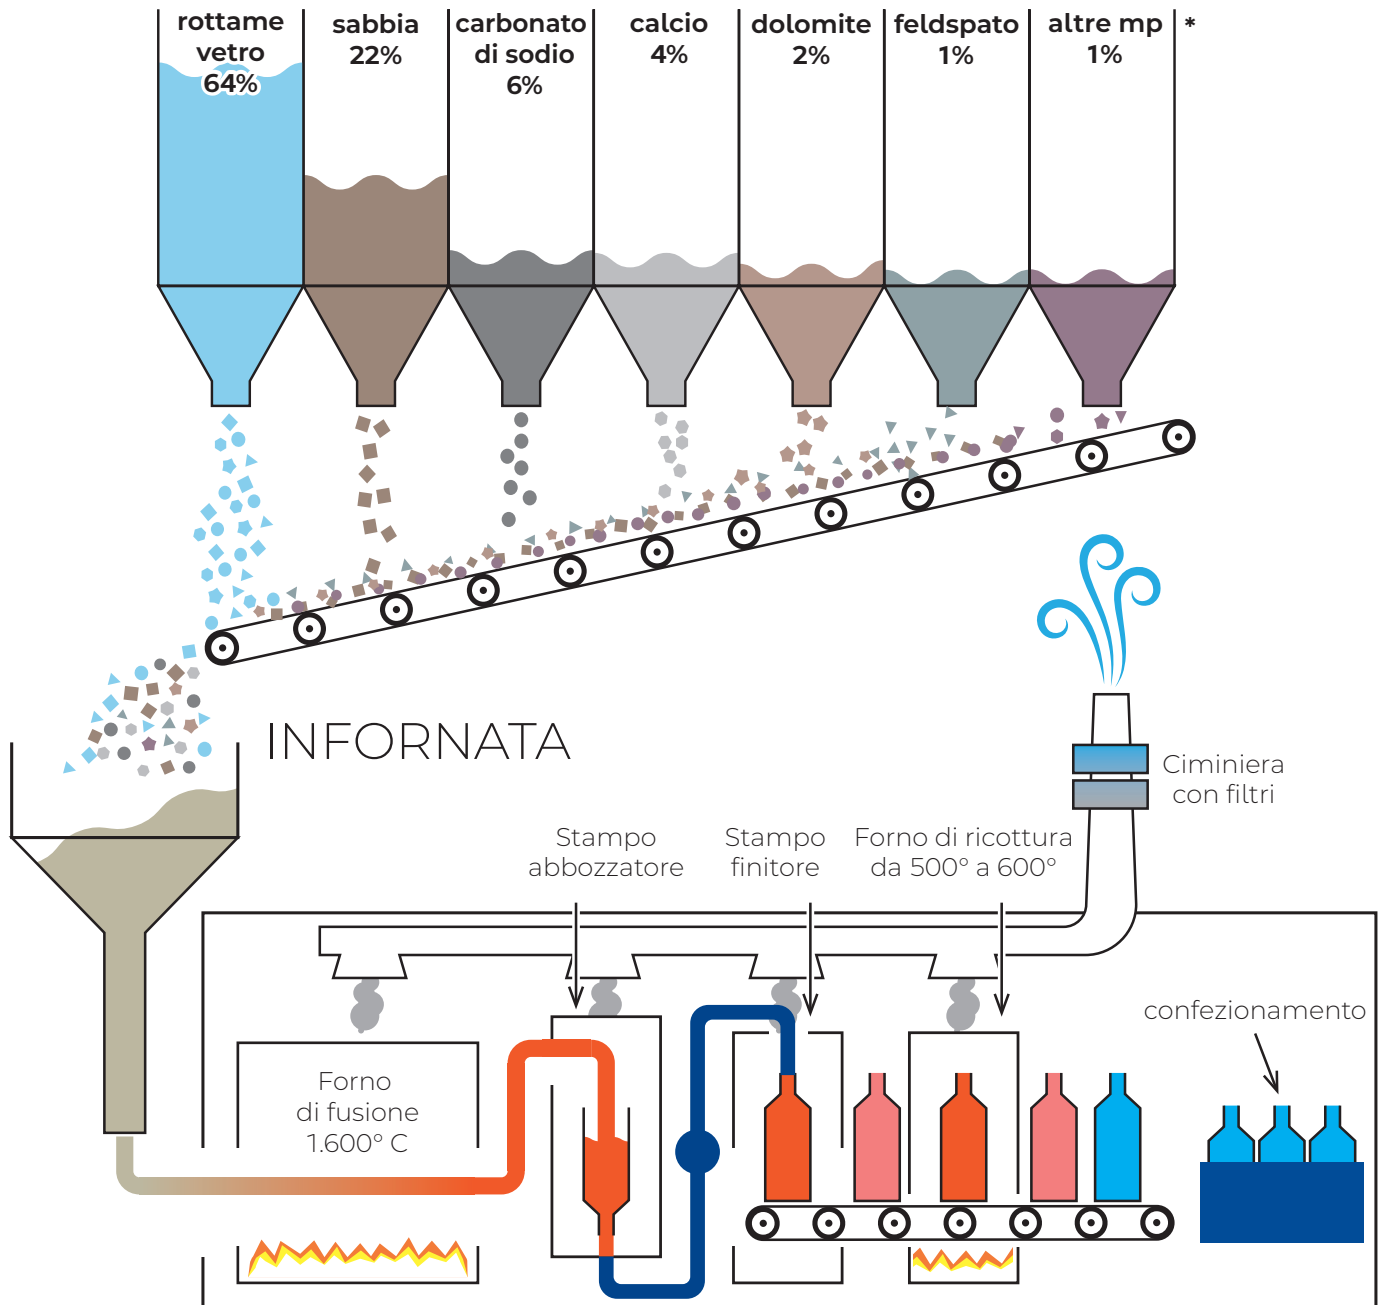 rottame
vetro
64%
sabbia
22%
carbonato
di sodio
6%
calcio
4%
dolomite
2%
feldspato
1%
altre mp
1%
*
INFORNATA
Ciminiera
con filtri
Stampo
abbozzatore
Stampo
finitore
Forno di ricottura
da 500° a 600°
confezionamento
Forno
di fusione
1.600° C